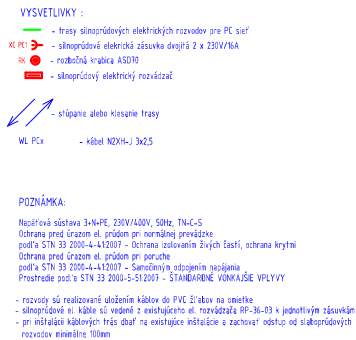 VYSVETLIVKY :
- trasy silnoprúdových elektrických rozvodov pre PC sieť
XC PC1 - silnoprúdová elekrická zásuvka dvojitá 2 x 230V/16A
RK - rozbočná krabica ASD70
- silnoprúdový elektrický rozvádzač
- stúpanie alebo klesanie trasy
WL PCx - kábel N2XH-J 3x2,5
POZNÁMKA:
Napäťová sústava 3+N+PE, 230V/400V, 50Hz, TN-C-S
Ochrana pred úrazom el. prúdom pri normálnej prevádzke
podľa STN 33 2000-4-41:2007 - Ochrana izolovaním živých častí, ochrana krytmi
Ochrana pred úrazom el. prúdom pri poruche
podľa STN 33 2000-4-41:2007 - Samočinným odpojením napájania
Prostredie podľa STN 33 2000-5-51:2007 - ŠTANDARDNÉ VONKAJŠIE VPLYVY
- rozvody sú realizované uložením káblov do PVC žľabov na omietke
- silnoprúdové el. káble sú vedené z existujúceho el. rozvádzača RP-36-03 k jednotlivým zásuvkám
- pri inštalácii káblových trás dbať na existujúce inštalácie a zachovať odstup od slaboprúdových
rozvodov minimálne 100mm